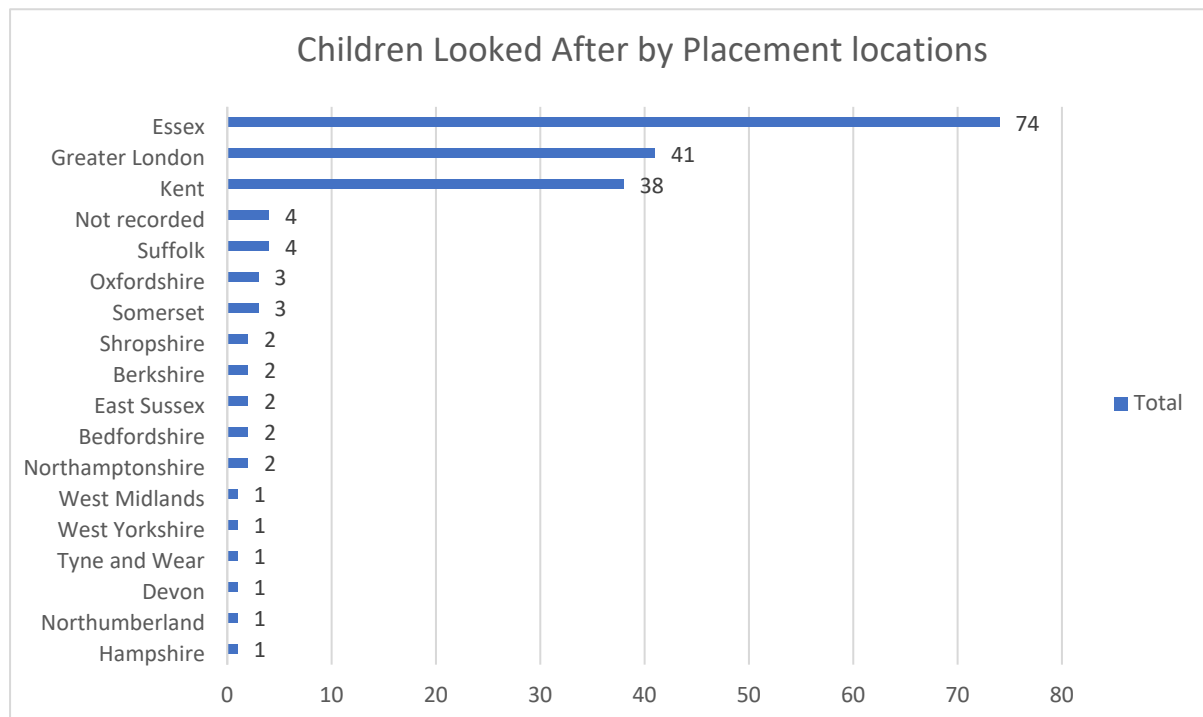 Children Looked After by Placement locations
Essex 74
Greater London 41
Kent 38
Not recorded 4
Suffolk 4
Oxfordshire 3
Somerset 3
Shropshire 2
Berkshire 2
East Sussex 2
Bedfordshire 2
Northamptonshire 2
West Midlands 1
West Yorkshire 1
Tyne and Wear 1
Devon 1
Northumberland 1
Hampshire 1
0 10 20 30 40 50 60 70 80
Total